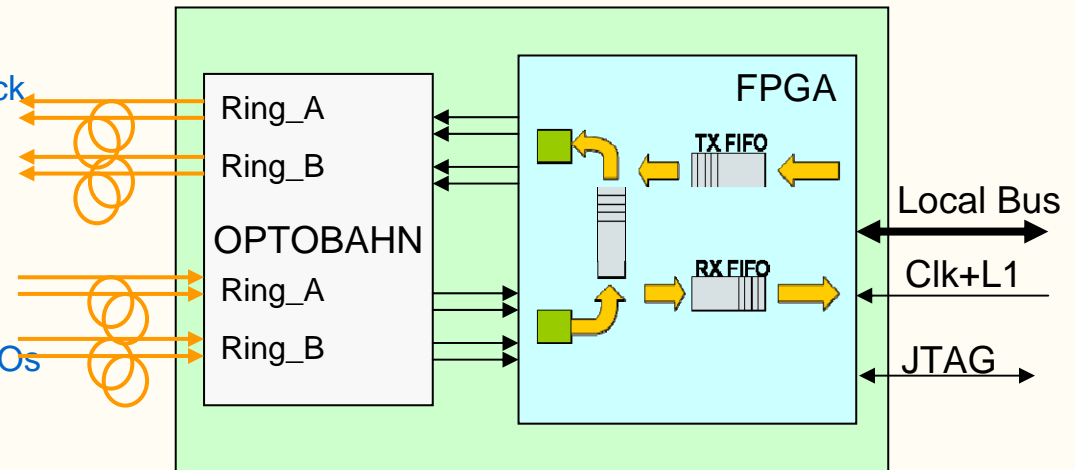 ck
Ring_A
Ring_B
OPTOBAHN
Ring_A
Ring_B
Os
FPGA
TX FIFO
RX FIFO
Local Bus
Clk+L1
JTAG